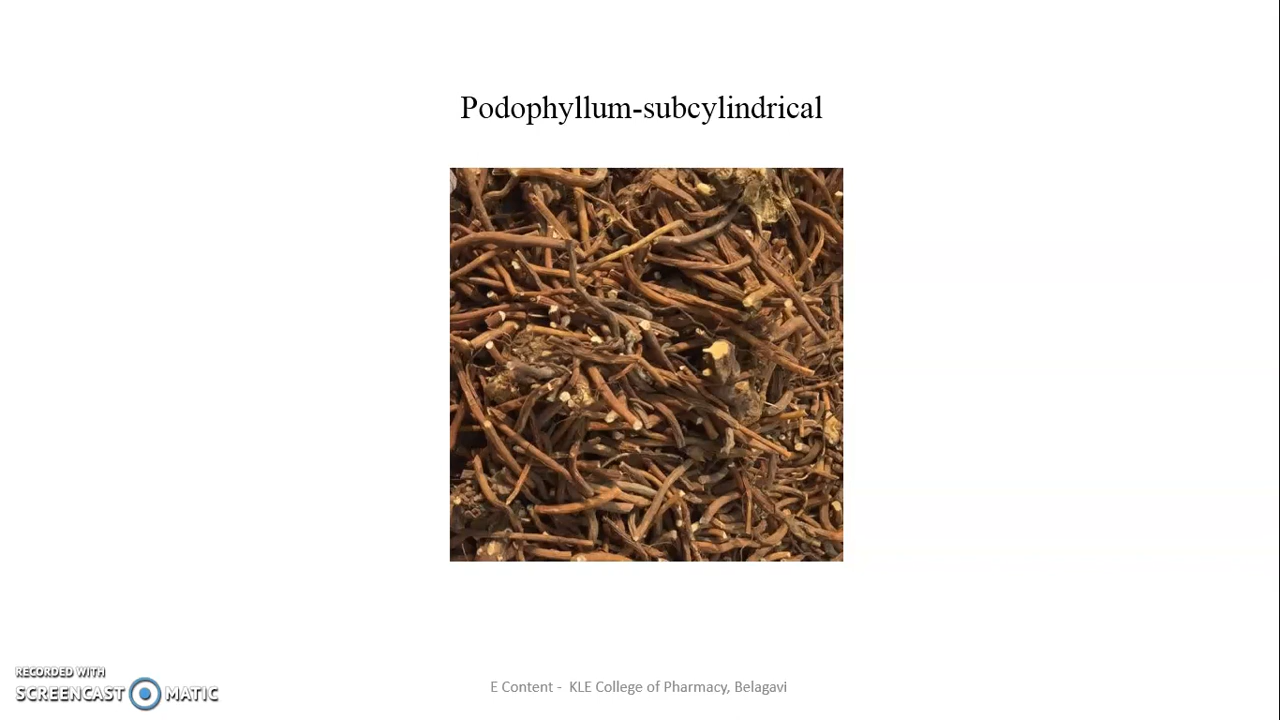 Podophyllum-subcylindrical
RECORDED WITH
SCREENCAST MATIC
E Content - KLE College of Pharmacy, Belagavi